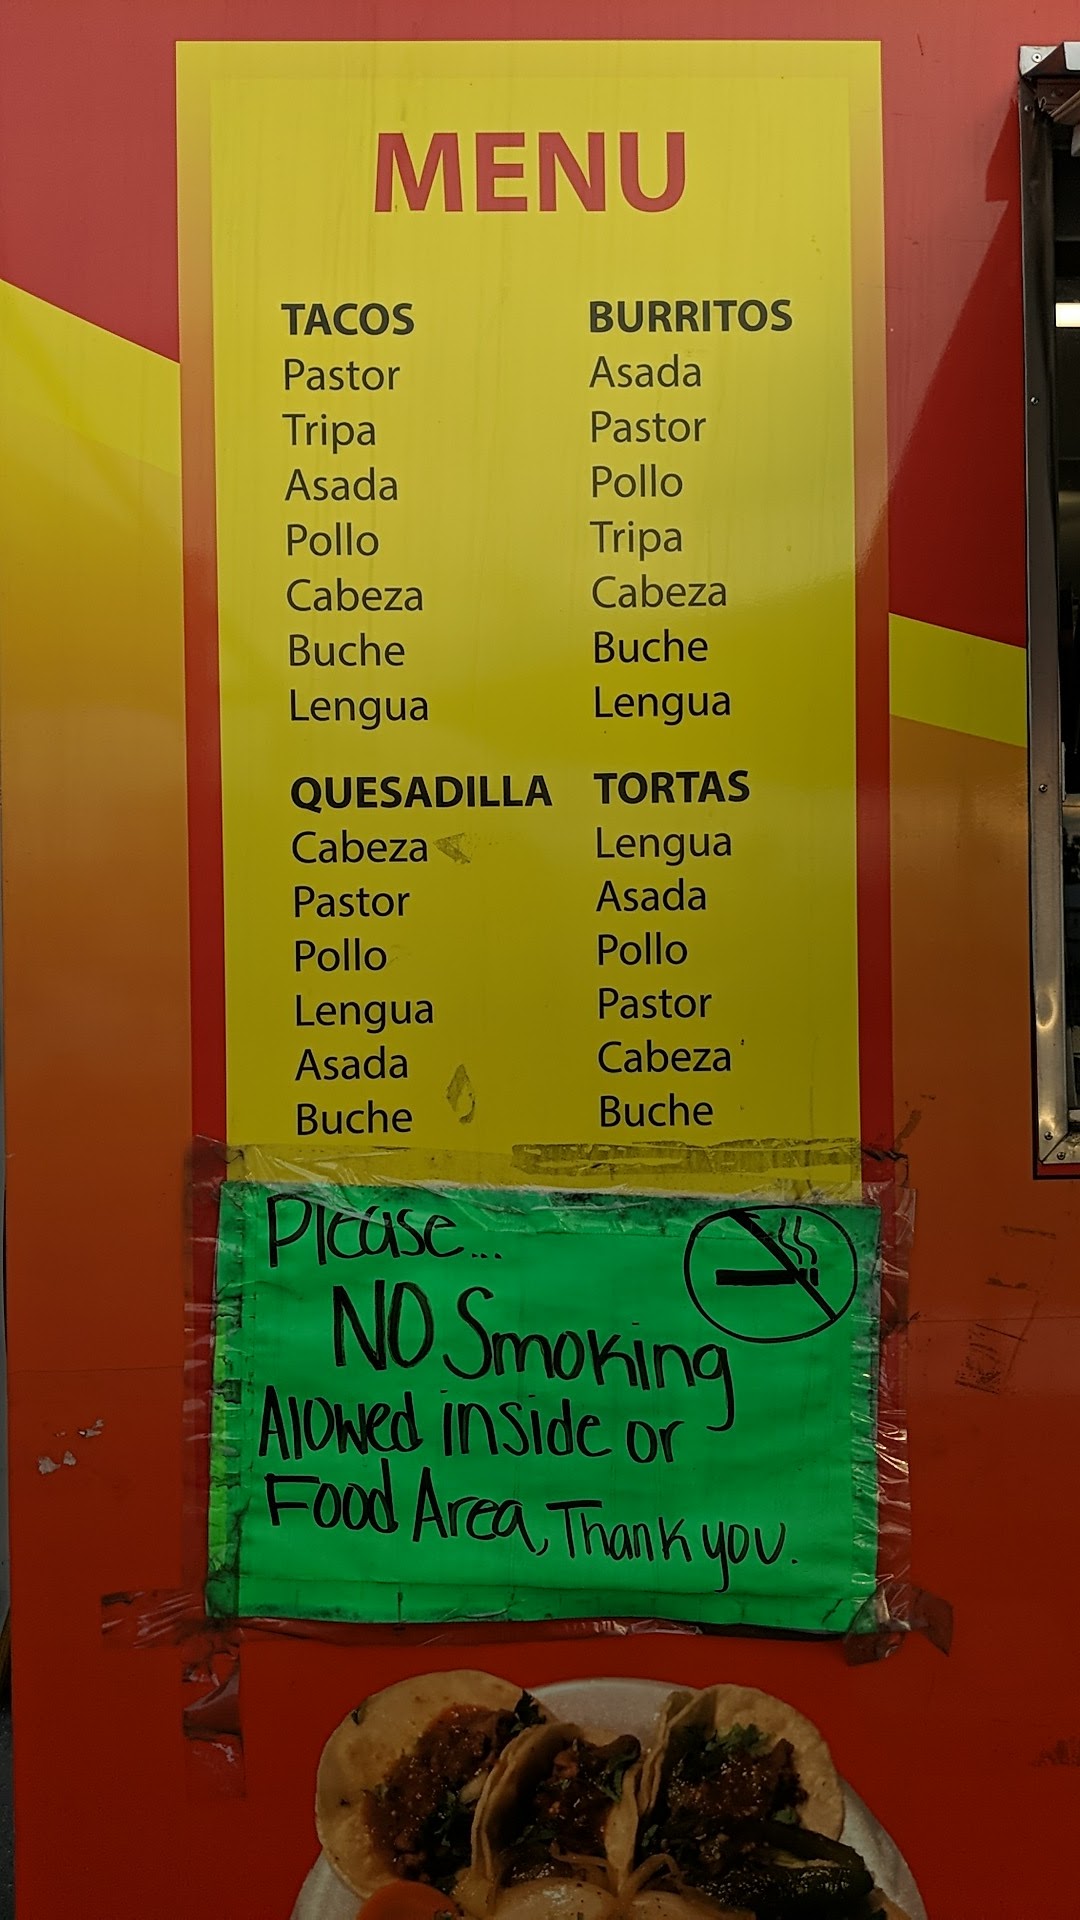 MENU
TACOS
Pastor
Tripa
Asada
Pollo
Cabeza
Buche
Lengua
BURRITOS
Asada
Pastor
Pollo
Tripa
Cabeza
Buche
Lengua
QUESADILLA
Cabeza
Pastor
Pollo
Lengua
Asada
Buche
TORTAS
Lengua
Asada
Pollo
Pastor
Cabeza
Buche
Please...
NO Smoking
Alowed inside or
Food Area, Thank you.